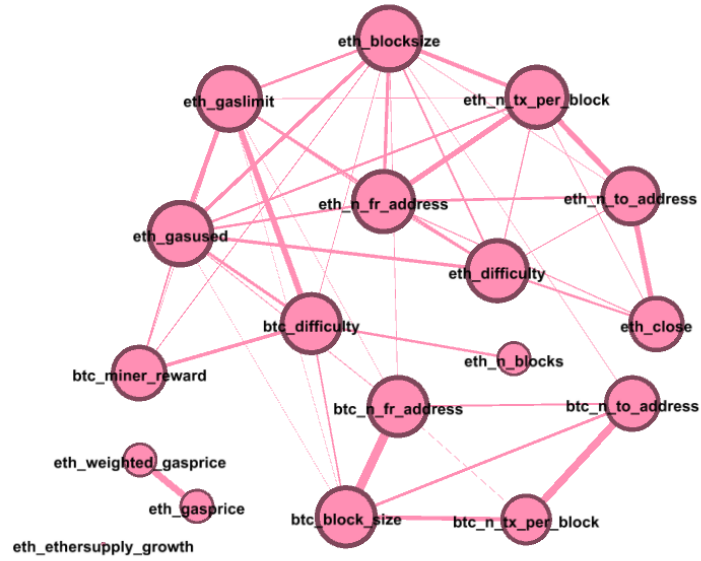 eth_blocksize
eth_gaslimit
eth_n_tx_per_block
eth_n_fr_address
eth_n_to_address
eth_gasused
eth_difficulty
btc_difficulty
eth_close
eth_n_blocks
btc_miner_reward
btc_n_fr_address
btc_n_to_address
eth_weighted_gasprice
eth_gasprice
btc_block_size
btc_n_tx_per_block
eth_ethersupply_growth